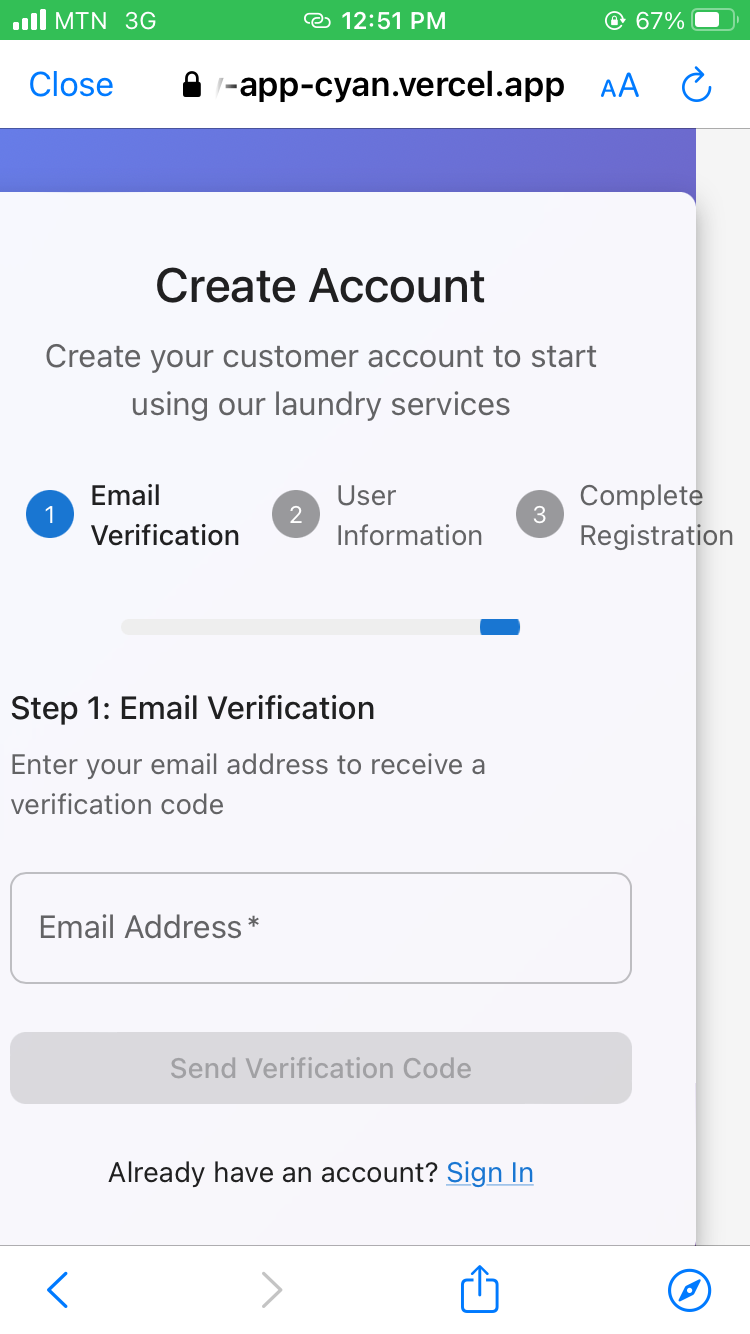 MTN 3G 12:51 PM 67%
Close -app-cyan.vercel.app AA
Create Account
Create your customer account to start
using our laundry services
1 Email Verification
2 User Information
3 Complete Registration
Step 1: Email Verification
Enter your email address to receive a
verification code
Email Address *
Send Verification Code
Already have an account? Sign In